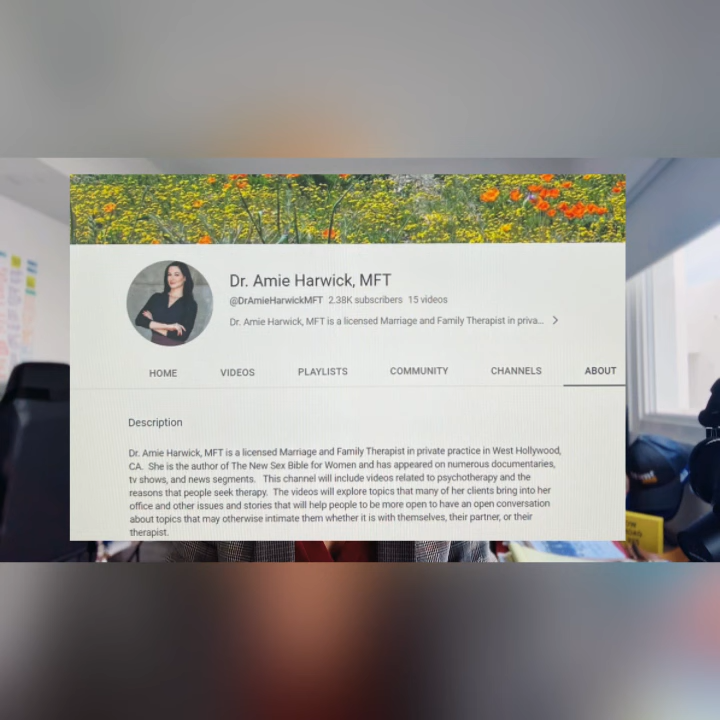 Dr. Amie Harwick, MFT
@DrAmieHarwickMFT 2.38K subscribers 15 videos
Dr. Amie Harwick, MFT is a licensed Marriage and Family Therapist in priva...
HOME VIDEOS PLAYLISTS COMMUNITY CHANNELS ABOUT
Description
Dr. Amie Harwick, MFT is a licensed Marriage and Family Therapist in private practice in West Hollywood,
CA. She is the author of The New Sex Bible for Women and has appeared on numerous documentaries,
tv shows, and news segments. This channel will include videos related to psychotherapy and the
reasons that people seek therapy. The videos will explore topics that many of her clients bring into her
office and other issues and stories that will help people to be more open to have an open conversation
about topics that may otherwise intimate them whether it is with themselves, their partner, or their
therapist.